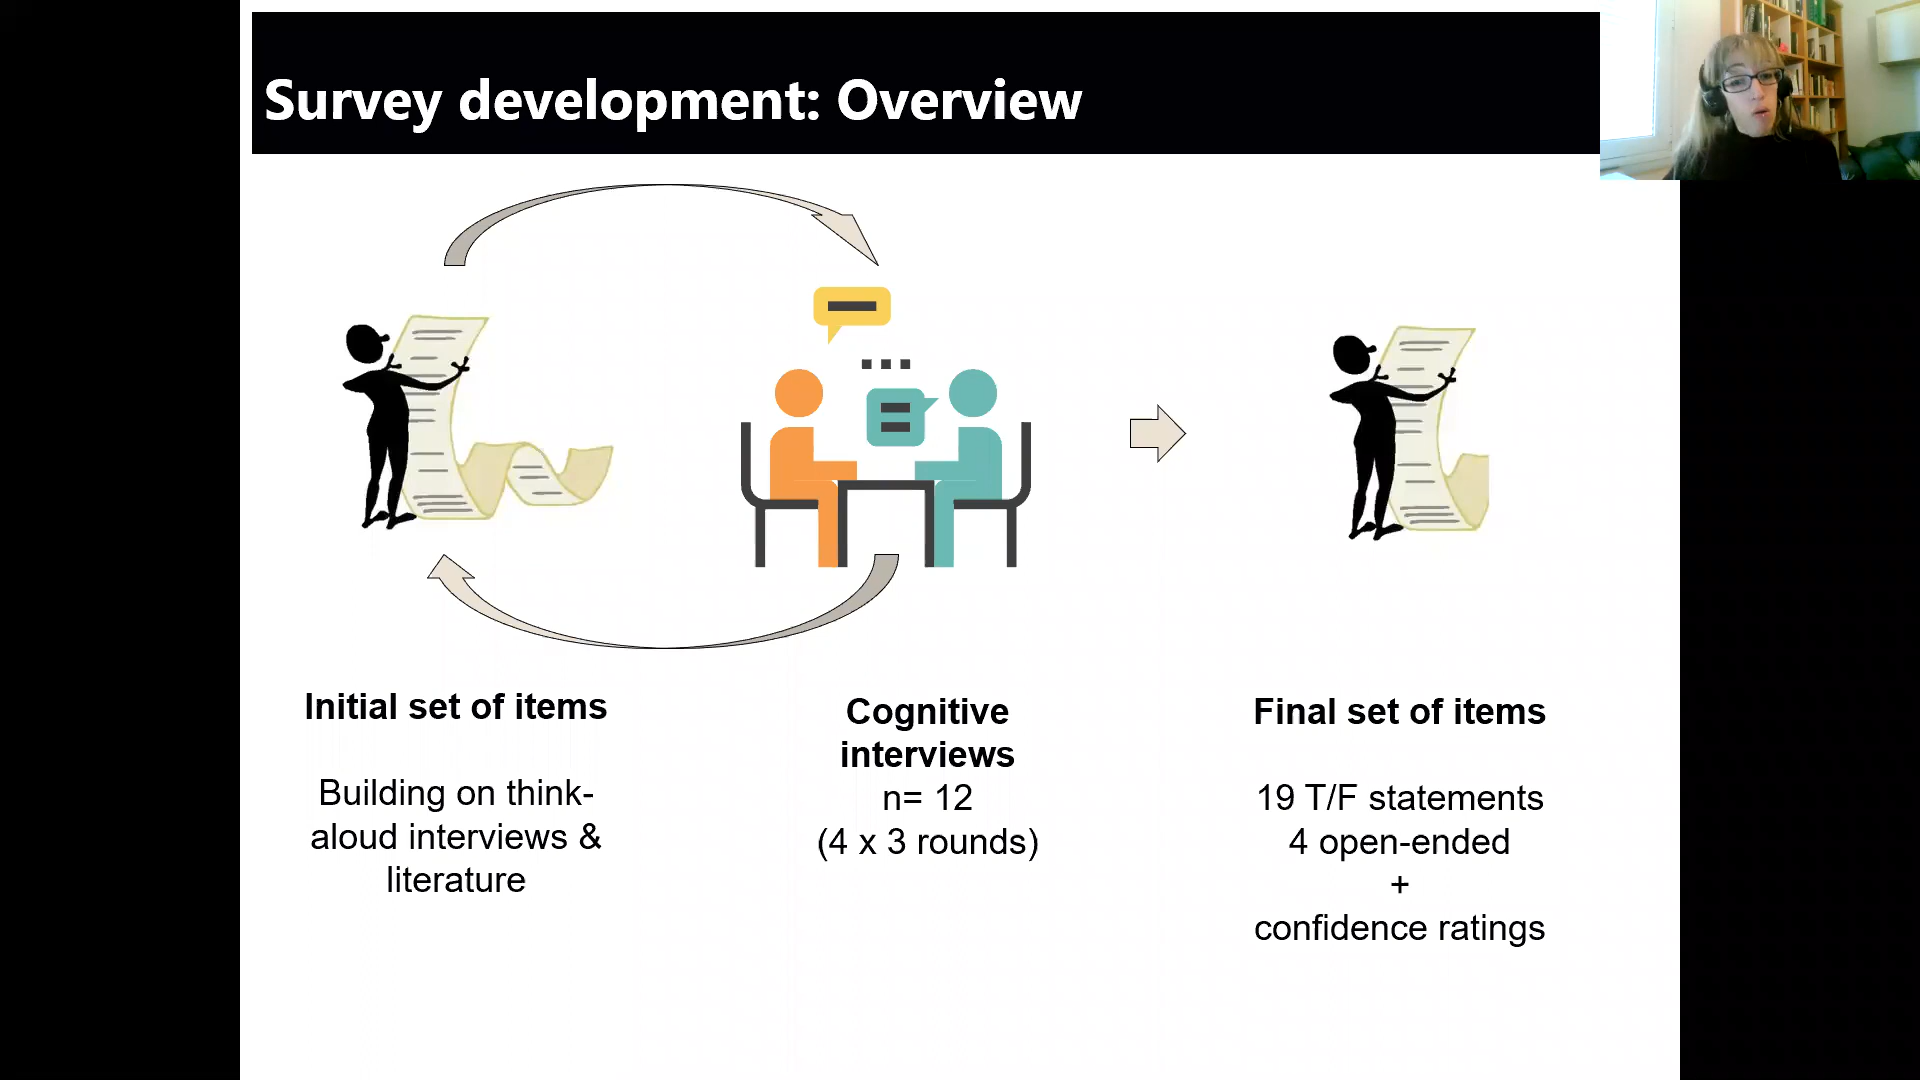 Survey development: Overview
Initial set of items
Building on think-
aloud interviews &
literature
Cognitive
interviews
n= 12
(4 x 3 rounds)
Final set of items
19 T/F statements
4 open-ended
+
confidence ratings